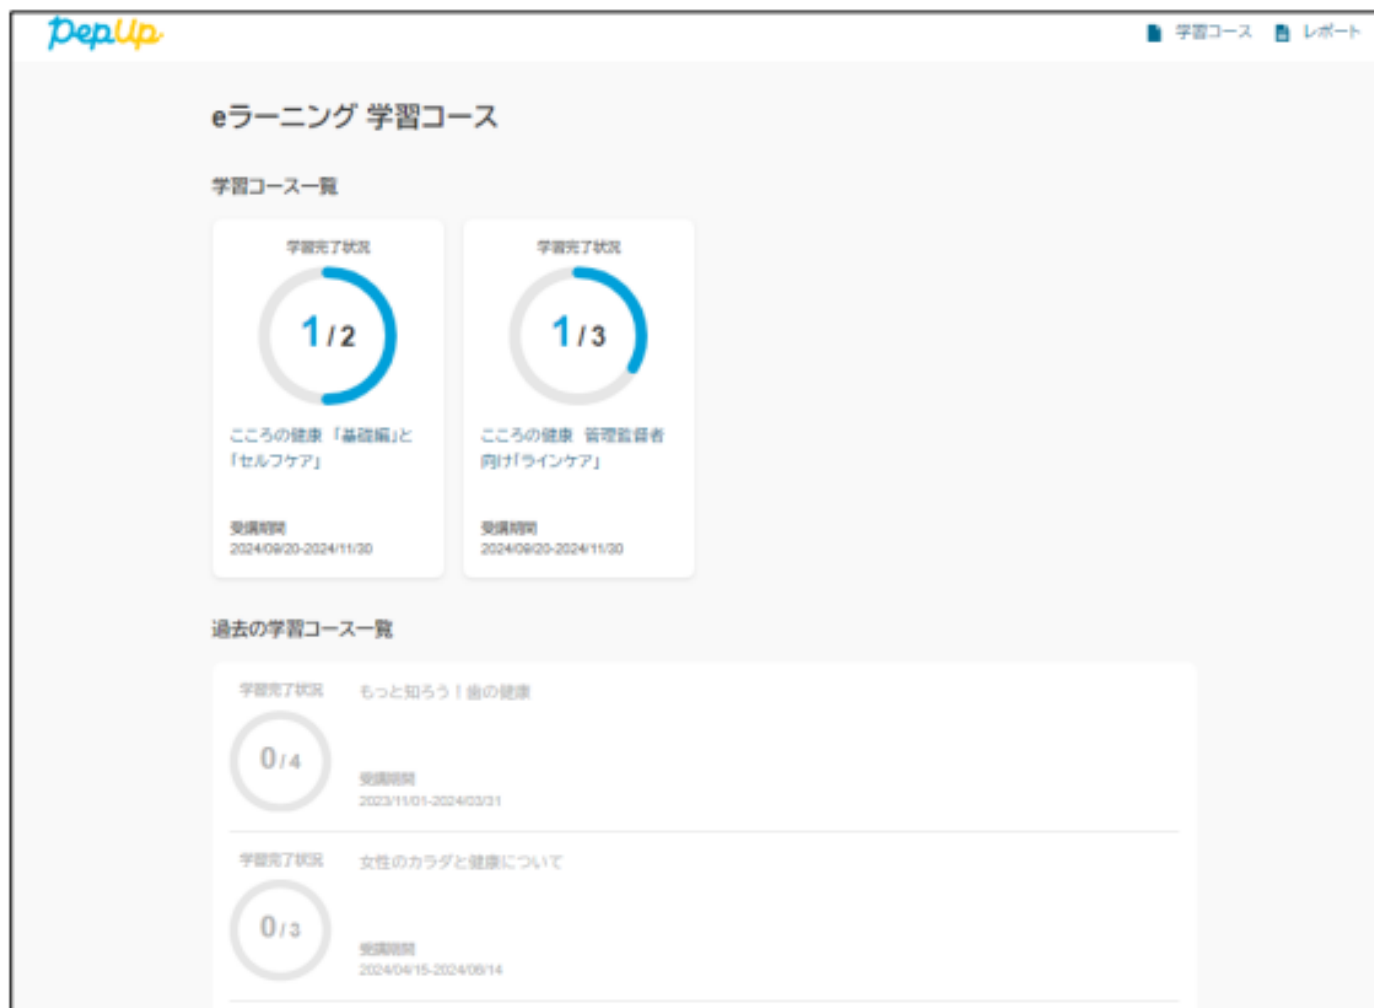 PepUp
学習コース レポート
eラーニング 学習コース
学習コース一覧
学習完了状況
1 / 2
こころの健康 「基礎編」と
「セルフケア」
受講期間
2024/09/20-2024/11/30
学習完了状況
1 / 3
こころの健康 管理監督者
向け「ラインケア」
受講期間
2024/09/20-2024/11/30
過去の学習コース一覧
学習完了状況
もっと知ろう！歯の健康
0 / 4
受講期間
2023/11/01-2024/03/31
学習完了状況
女性のカラダと健康について
0 / 3
受講期間
2024/04/15-2024/06/14